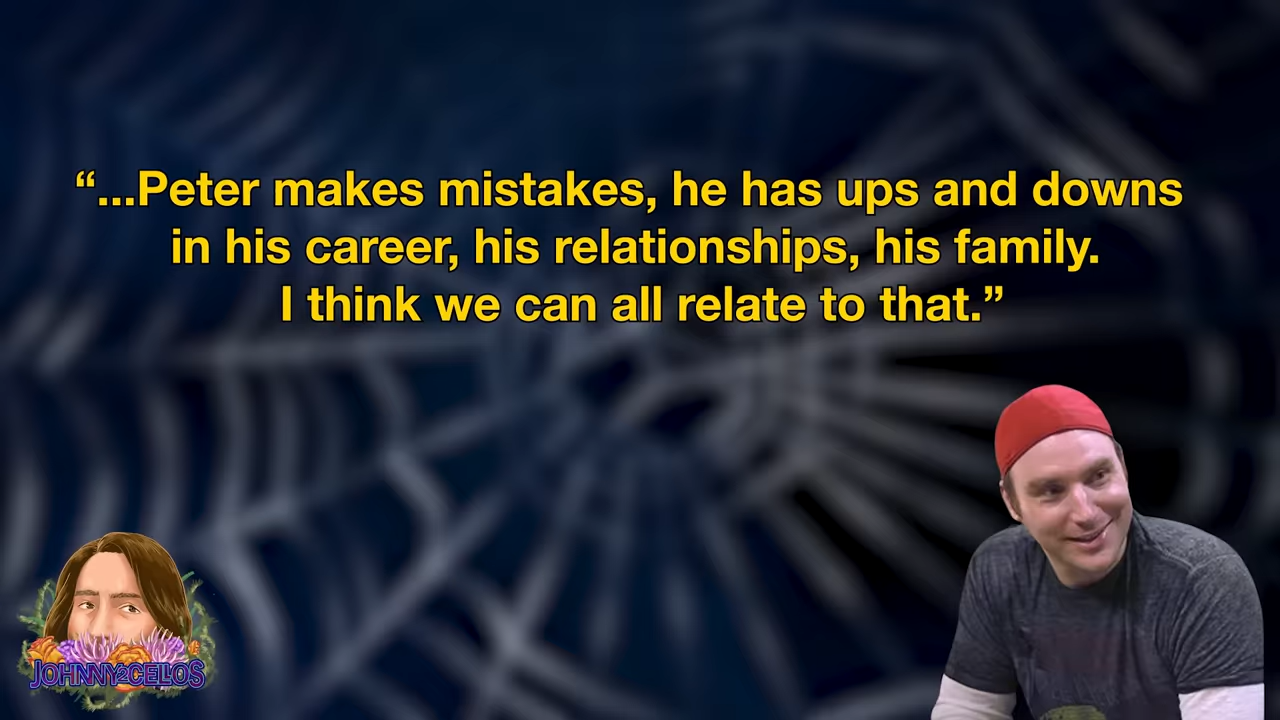 “...Peter makes mistakes, he has ups and downs
in his career, his relationships, his family.
I think we can all relate to that.”
JOHNNY2CELLOS